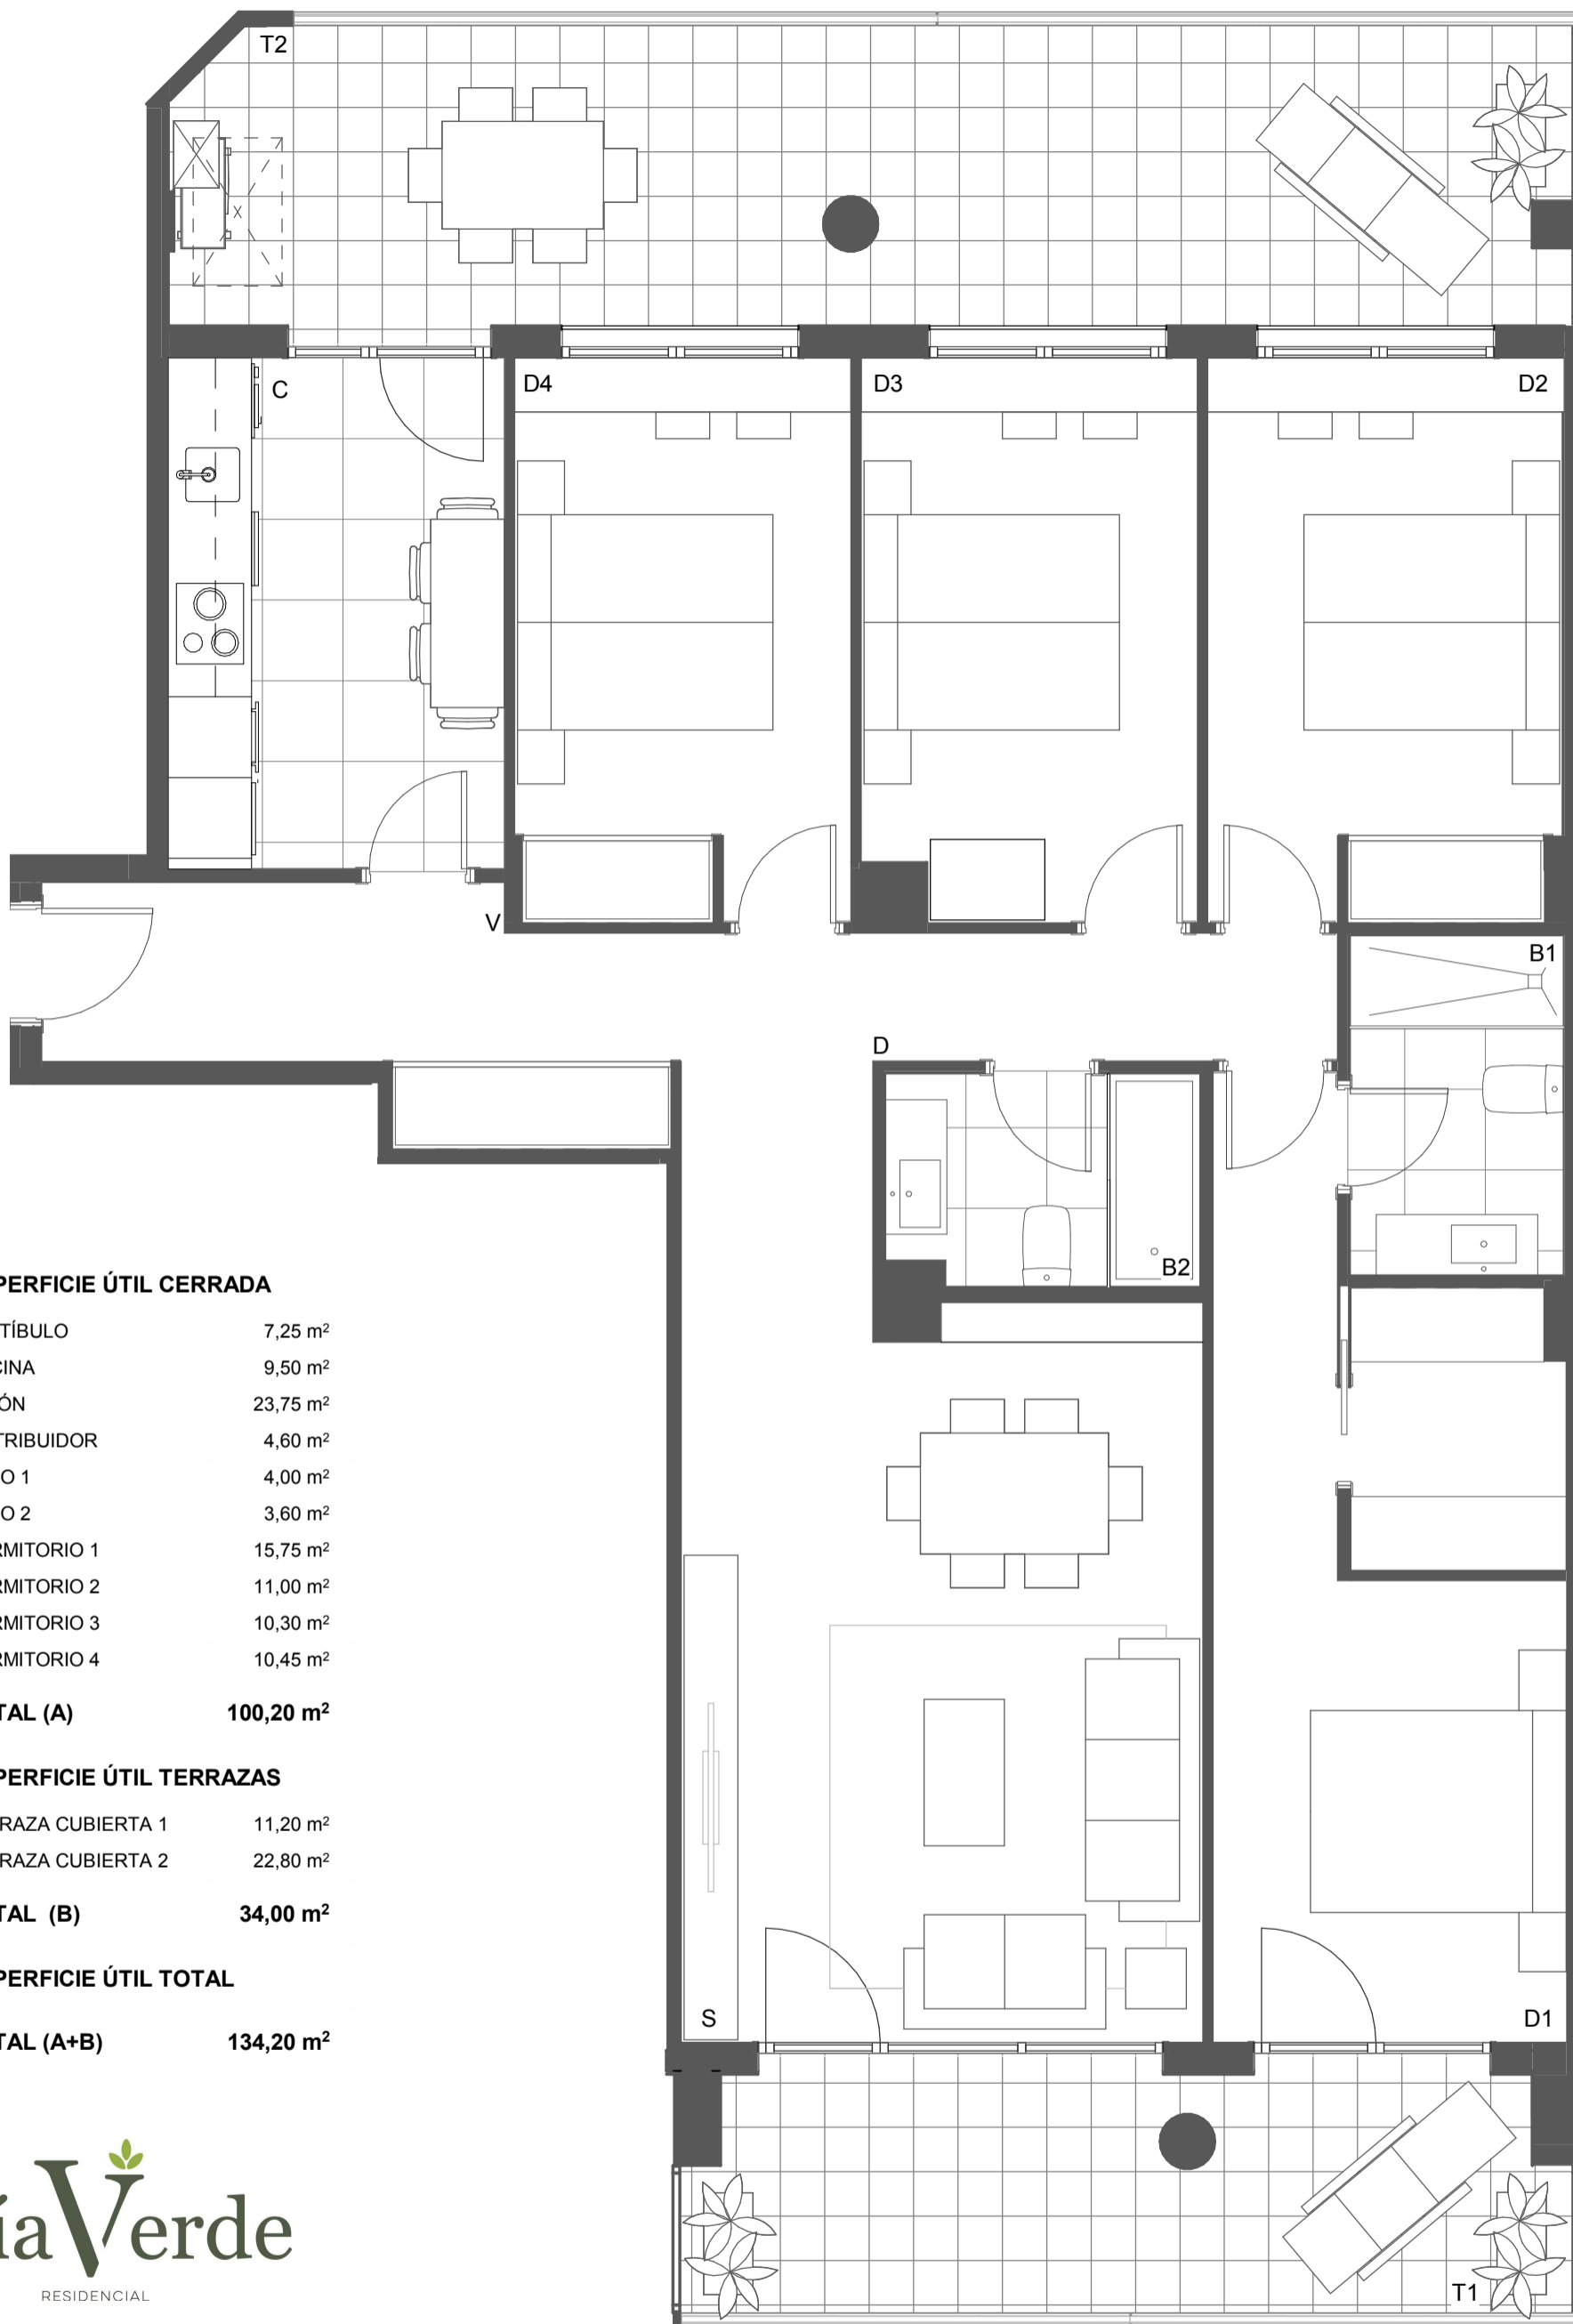 T2
C
D4
D3
D2
V
B1
D
B2
PERFICIE ÚTIL CERRADA
TÍBULO 7,25 m²
CINA 9,50 m²
ÓN 23,75 m²
TRIBUIDOR 4,60 m²
O 1 4,00 m²
O 2 3,60 m²
RMITORIO 1 15,75 m²
RMITORIO 2 11,00 m²
RMITORIO 3 10,30 m²
RMITORIO 4 10,45 m²
TAL (A) 100,20 m²
PERFICIE ÚTIL TERRAZAS
RAZA CUBIERTA 1 11,20 m²
RAZA CUBIERTA 2 22,80 m²
TAL (B) 34,00 m²
PERFICIE ÚTIL TOTAL
TAL (A+B) 134,20 m²
S
D1
ía Verde
RESIDENCIAL
T1